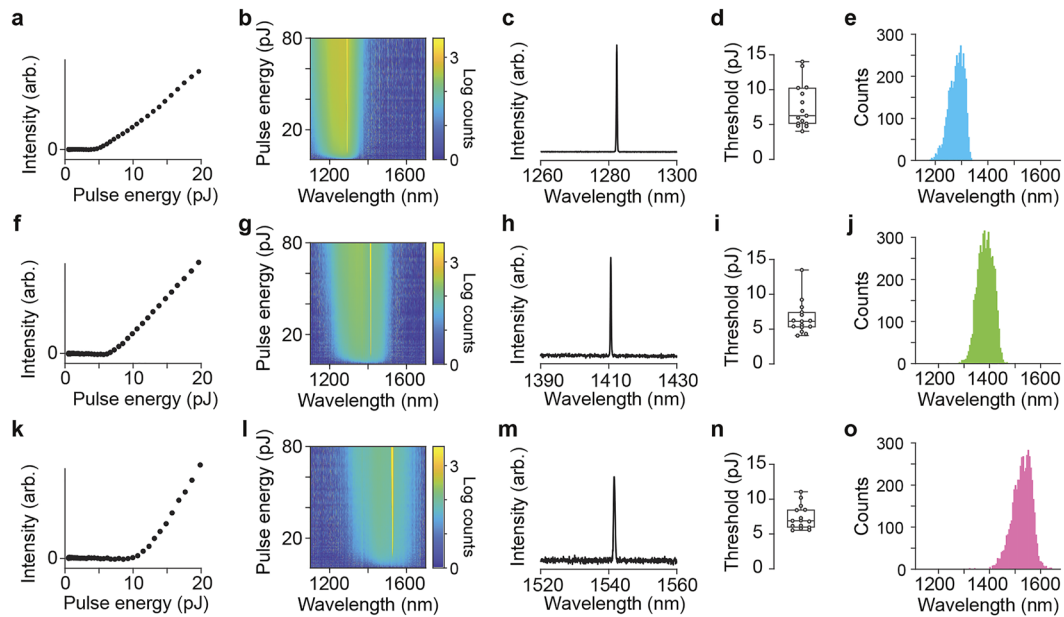 a
Intensity (arb.)
0
0
10
20
Pulse energy (pJ)
b
Pulse energy (pJ)
80
20
1200
1600
Wavelength (nm)
3
0
Log counts
c
Intensity (arb.)
1260
1282
1300
Wavelength (nm)
d
Threshold (pJ)
15
10
5
0
e
Counts
300
200
100
0
1200
1400
1600
Wavelength (nm)
f
Intensity (arb.)
0
0
10
20
Pulse energy (pJ)
g
Pulse energy (pJ)
80
20
1200
1600
Wavelength (nm)
3
0
Log counts
h
Intensity (arb.)
1390
1410
1430
Wavelength (nm)
i
Threshold (pJ)
15
10
5
0
j
Counts
300
200
100
0
1200
1400
1600
Wavelength (nm)
k
Intensity (arb.)
0
0
10
20
Pulse energy (pJ)
l
Pulse energy (pJ)
80
20
1200
1600
Wavelength (nm)
3
0
Log counts
m
Intensity (arb.)
1520
1542
1560
Wavelength (nm)
n
Threshold (pJ)
15
10
5
0
o
Counts
300
200
100
0
1200
1400
1600
Wavelength (nm)